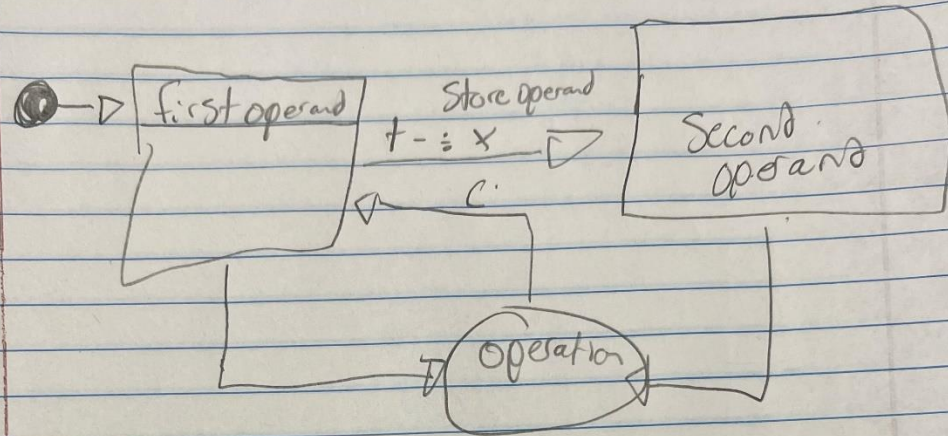 first operand
Store operand
+ - ÷ x
C
Second
operand
operation